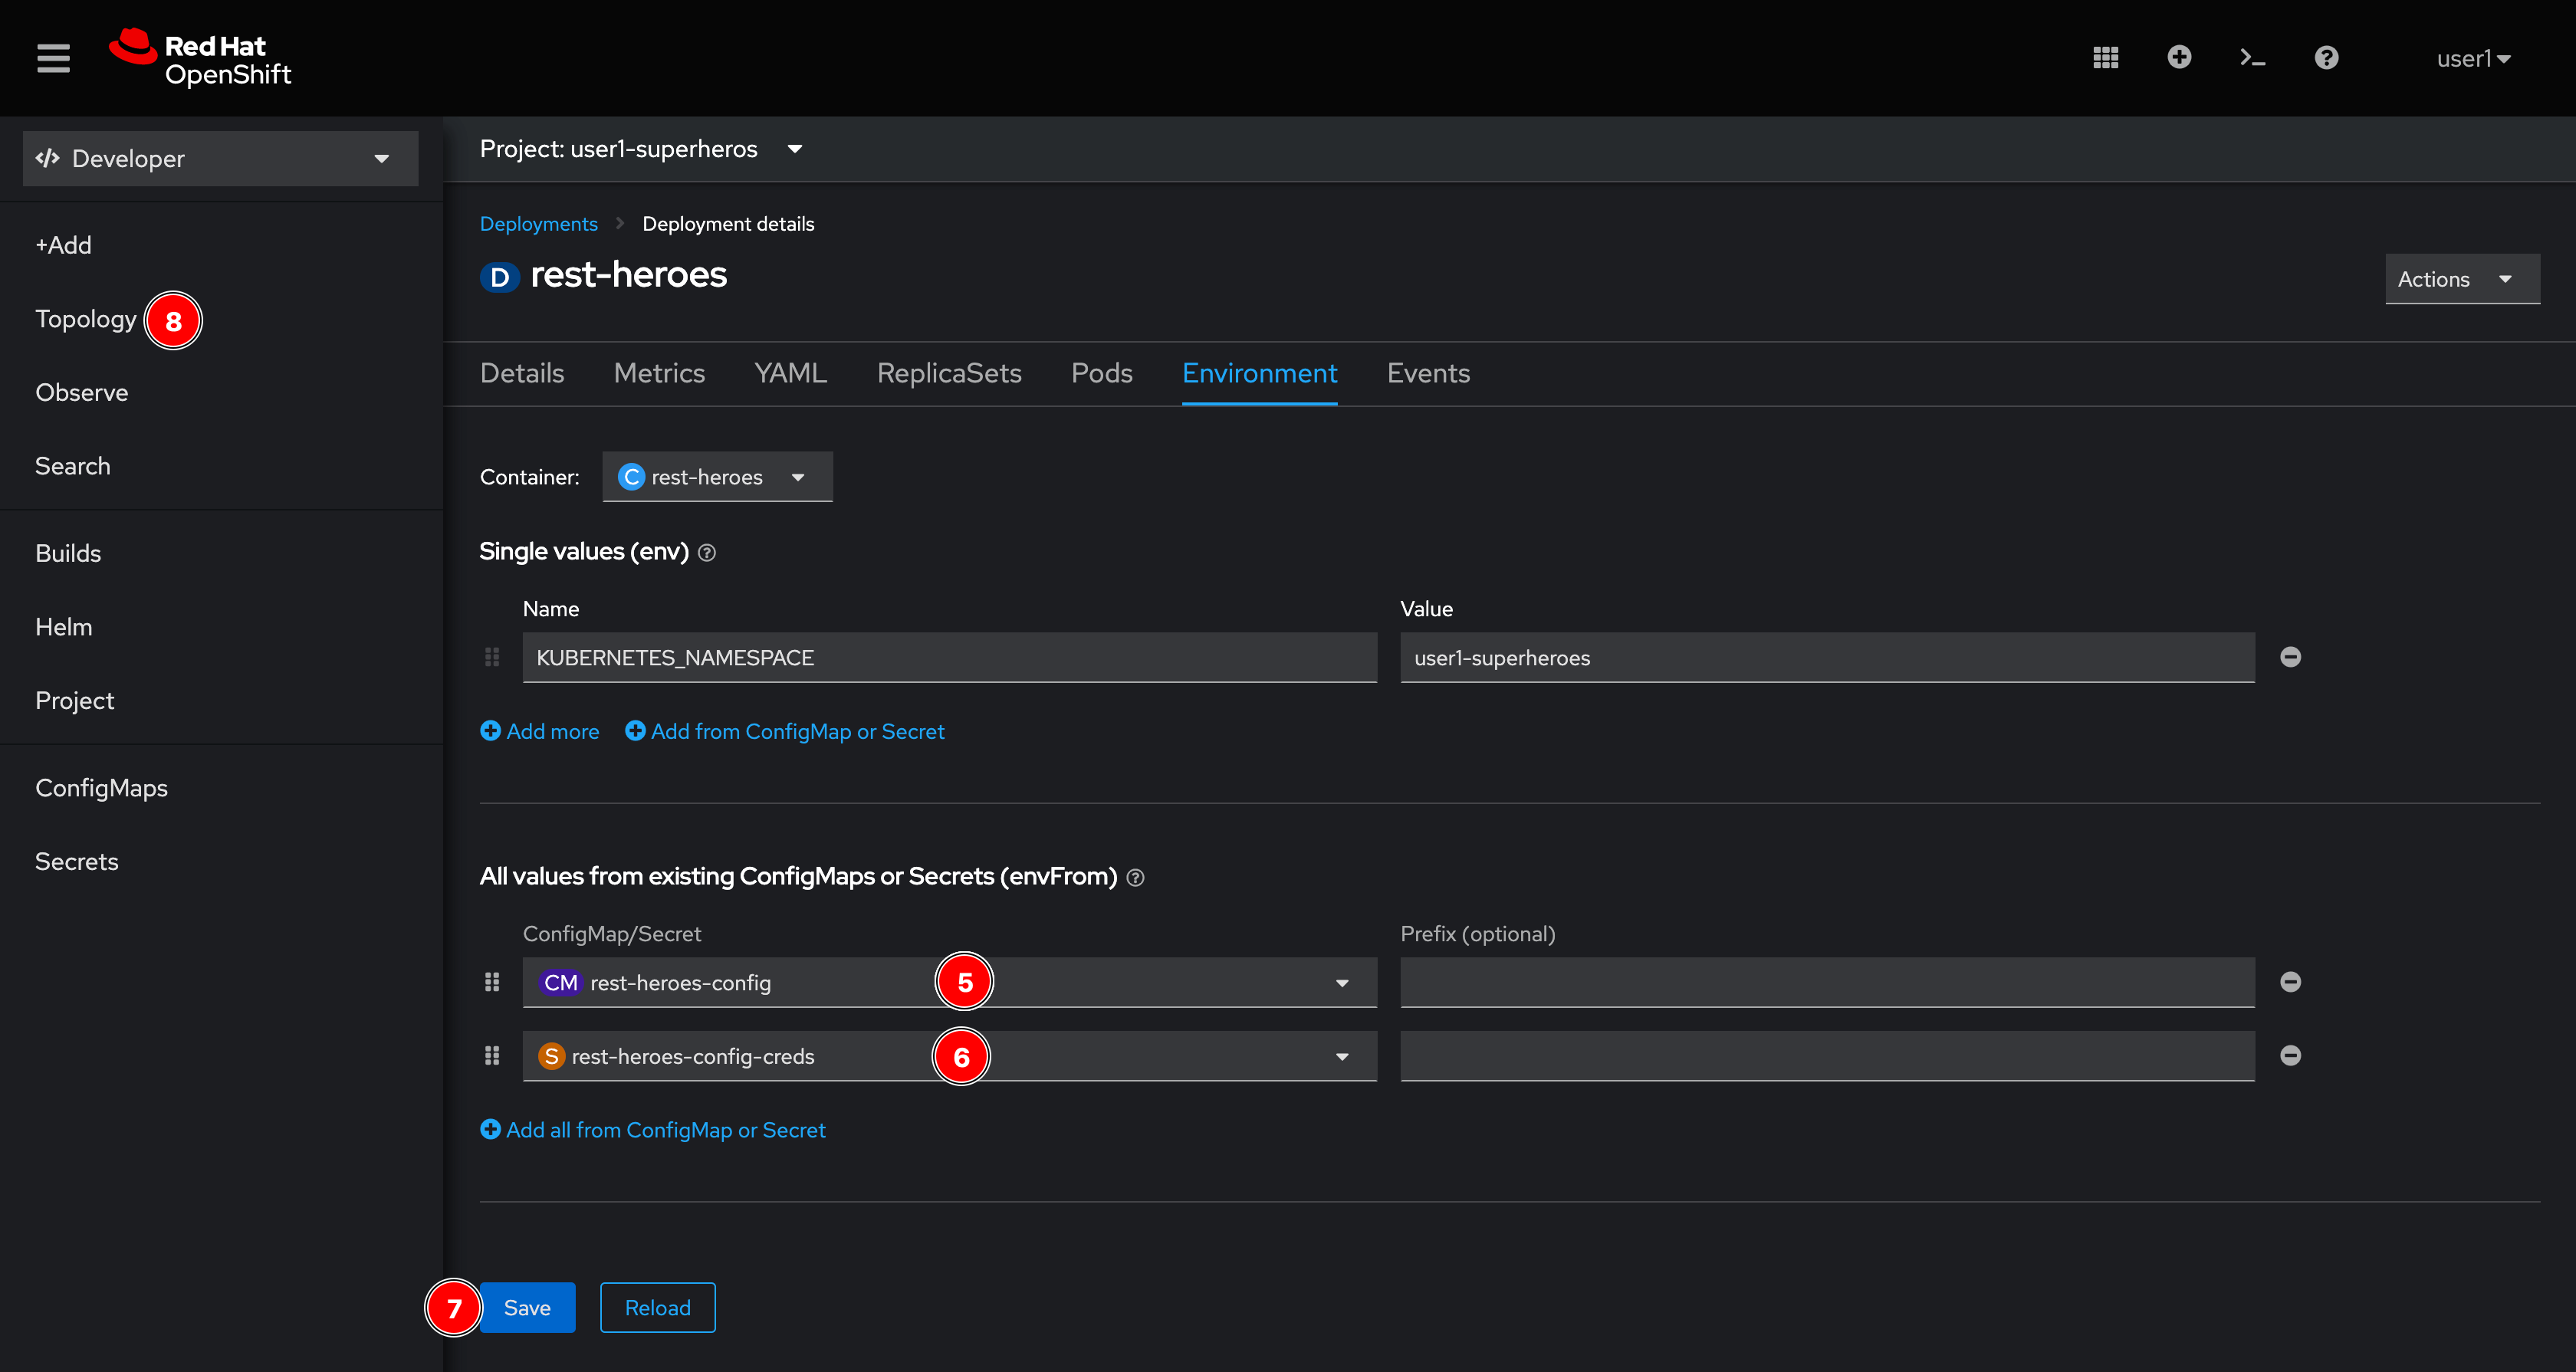 Red Hat
OpenShift
user1
Developer
Project: user1-superheros
+Add
Topology 8
Observe
Search
Builds
Helm
Project
ConfigMaps
Secrets
Deployments Deployment details
D rest-heroes
Actions
Details Metrics YAML ReplicaSets Pods Environment Events
Container: C rest-heroes
Single values (env)
Name Value
KUBERNETES_NAMESPACE user1-superheroes
Add more Add from ConfigMap or Secret
All values from existing ConfigMaps or Secrets (envFrom)
ConfigMap/Secret Prefix (optional)
CM rest-heroes-config 5
S rest-heroes-config-creds 6
Add all from ConfigMap or Secret
7 Save Reload